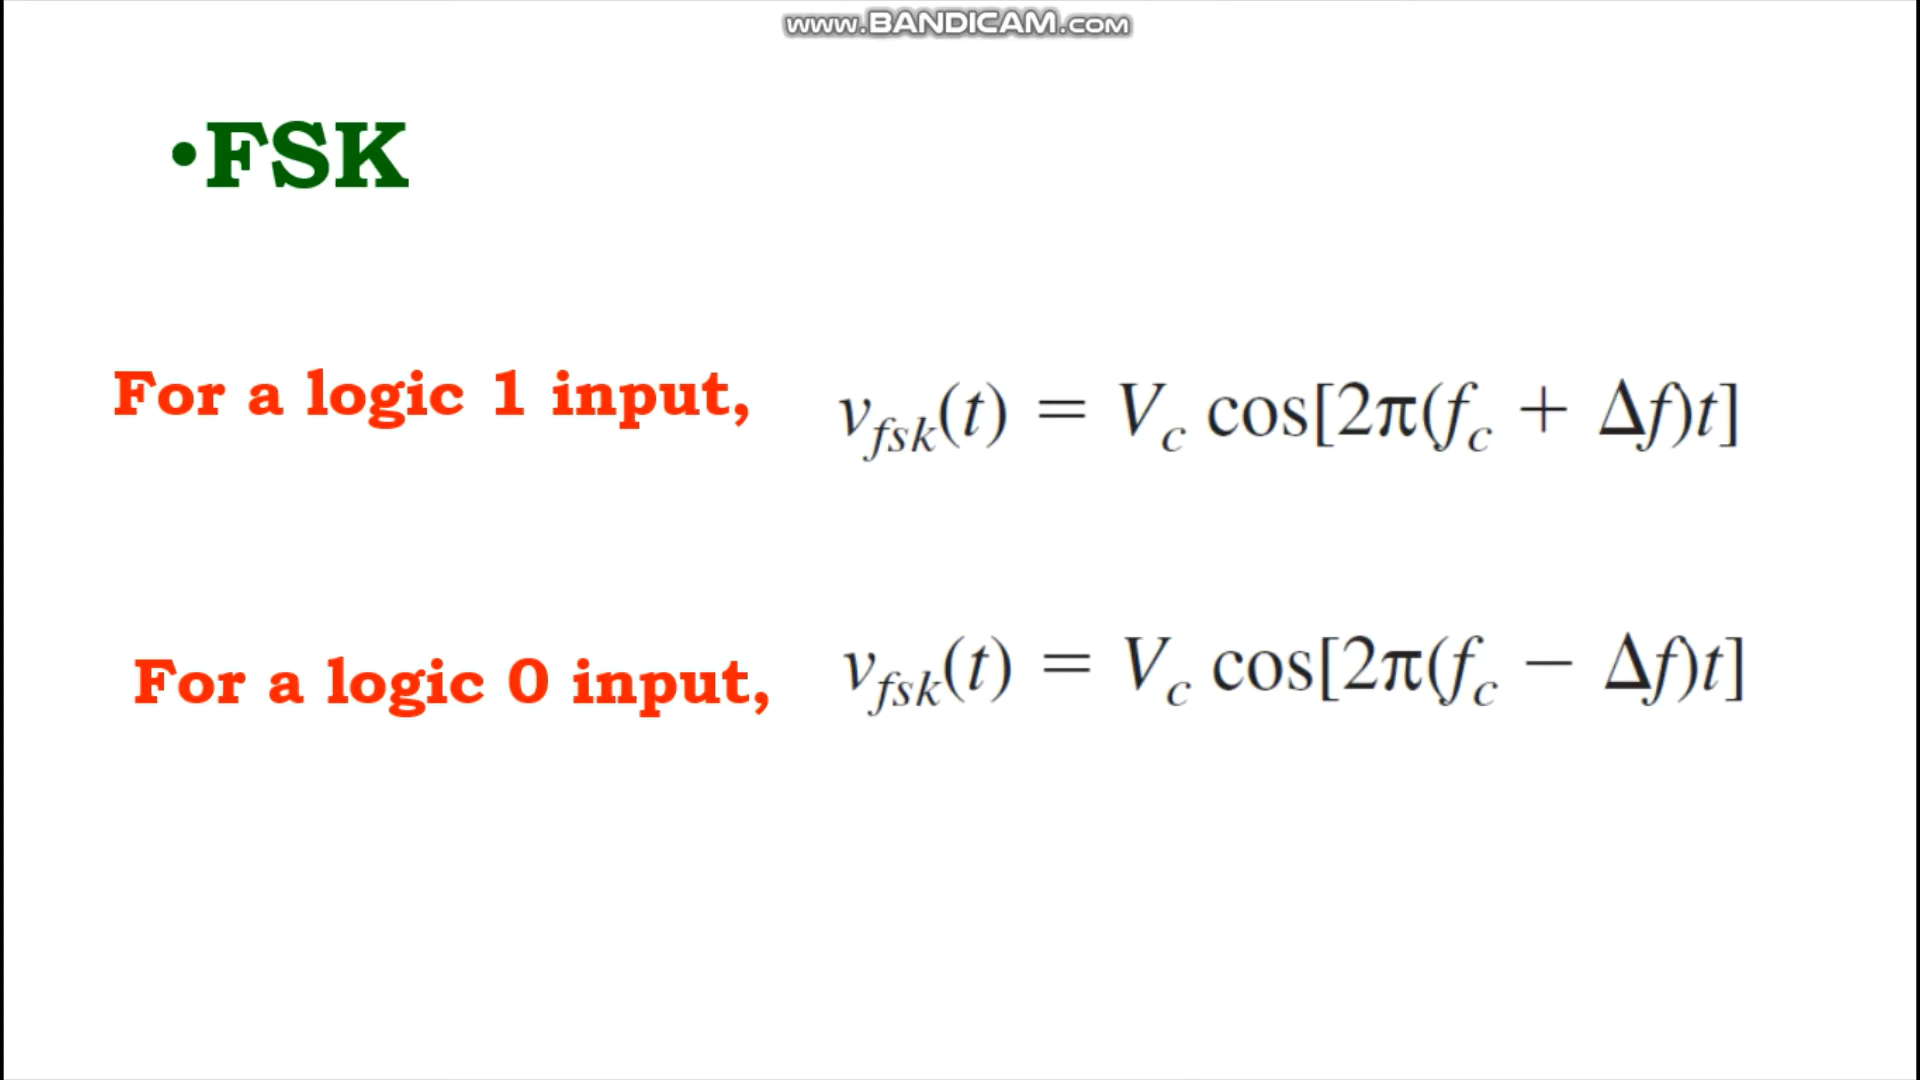 www.BANDICAM.com
•FSK
For a logic 1 input, v_fsk(t) = V_c cos[2π(f_c + Δf)t]
For a logic 0 input, v_fsk(t) = V_c cos[2π(f_c − Δf)t]